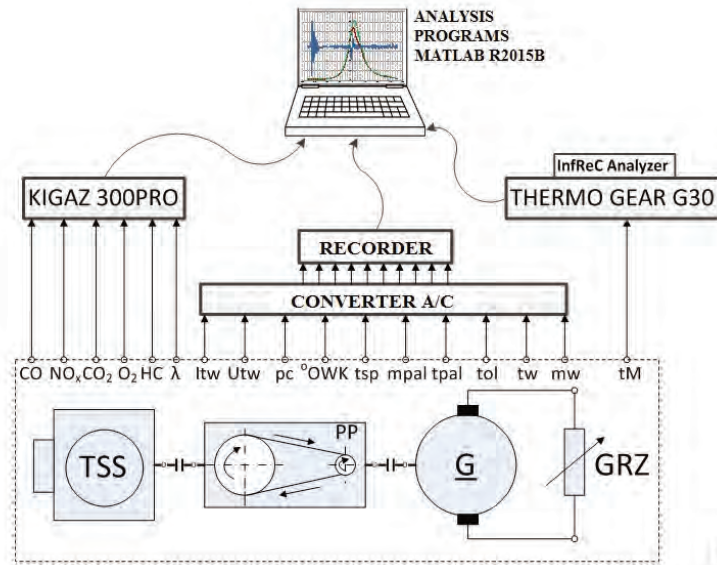 ANALYSIS
PROGRAMS
MATLAB R2015B
InfReC Analyzer
KIGAZ 300PRO
THERMO GEAR G30
RECORDER
CONVERTER A/C
CO NOx CO2 O2 HC λ Itw Utw pc °OWK tsp mpal tpal tol tw mw tM
PP
TSS
G
GRZ